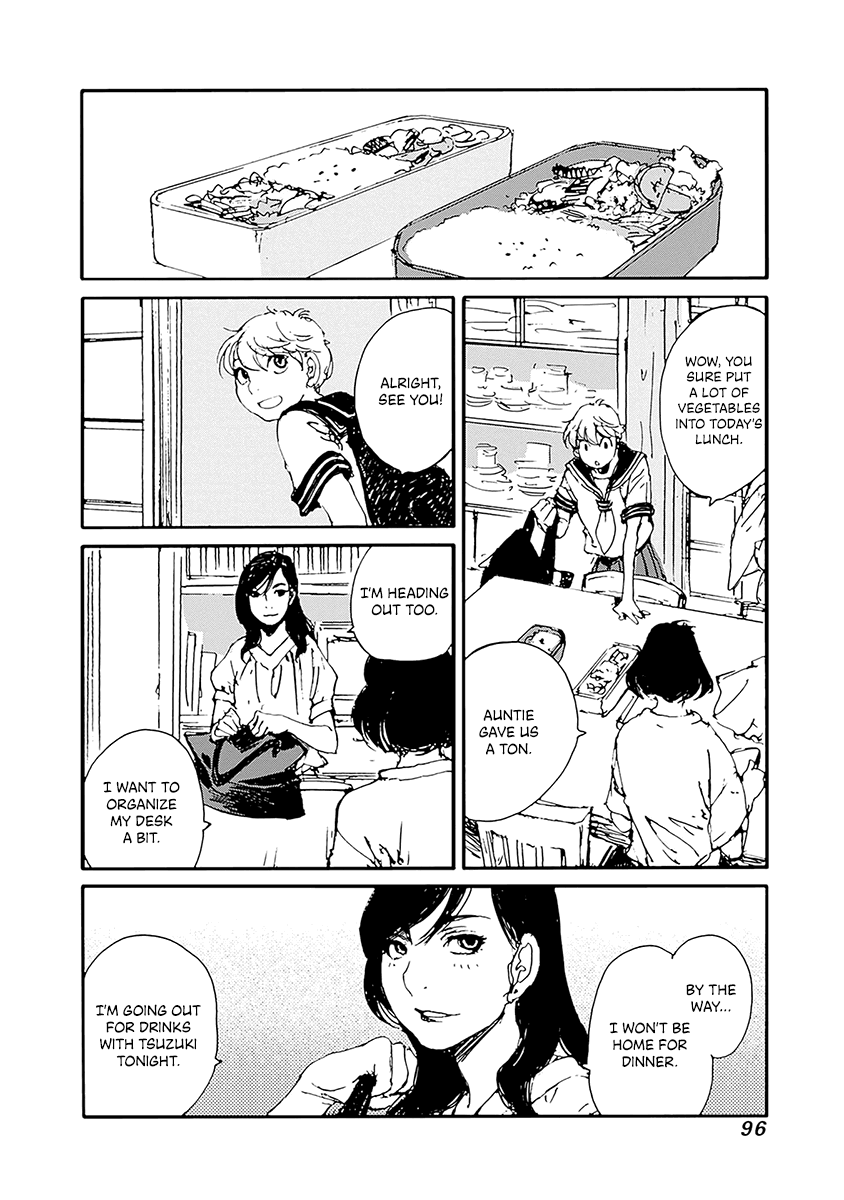 WOW, YOU
SURE PUT
A LOT OF
VEGETABLES
INTO TODAY'S
LUNCH.
AUNTIE
GAVE US
A TON.
ALRIGHT,
SEE YOU!
I'M HEADING
OUT TOO.
I WANT TO
ORGANIZE
MY DESK
A BIT.
BY THE
WAY...
I WON'T BE
HOME FOR
DINNER.
I'M GOING OUT
FOR DRINKS
WITH TSUZUKI
TONIGHT.
96